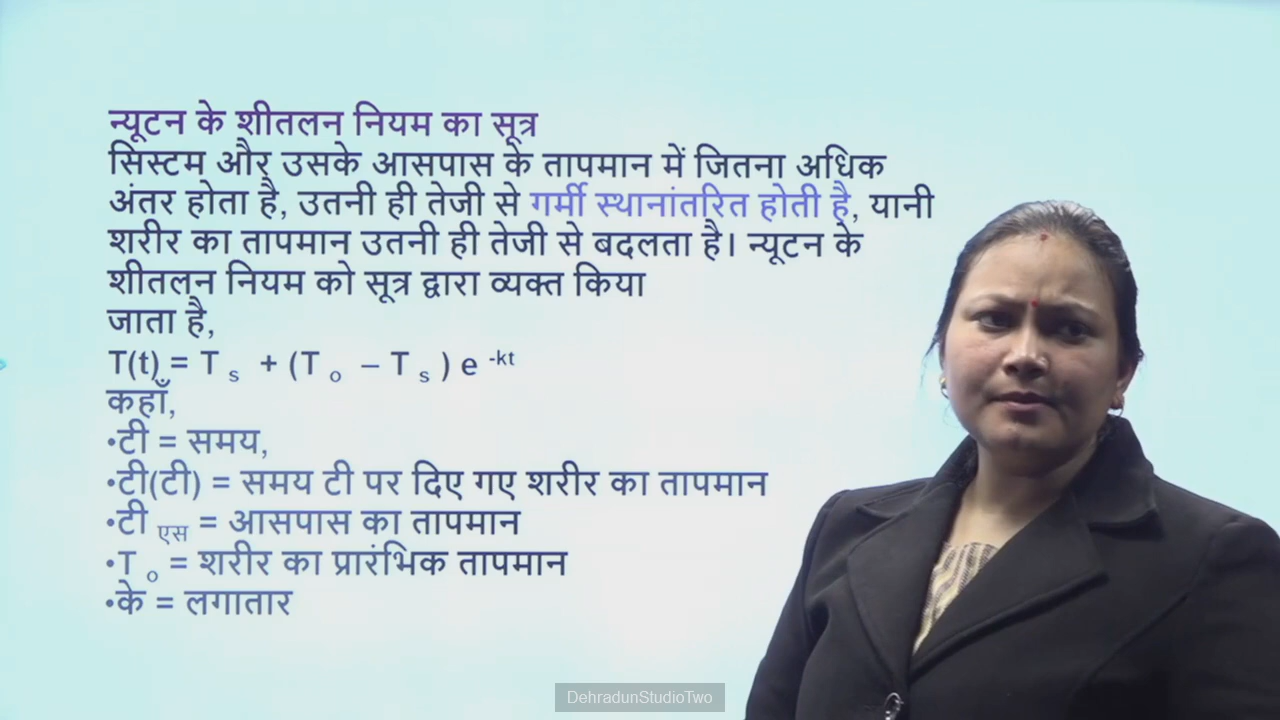 न्यूटन के शीतलन नियम का सूत्र
सिस्टम और उसके आसपास के तापमान में जितना अधिक
अंतर होता है, उतनी ही तेजी से गर्मी स्थानांतरित होती है, यानी
शरीर का तापमान उतनी ही तेजी से बदलता है। न्यूटन के
शीतलन नियम को सूत्र द्वारा व्यक्त किया
जाता है,
T(t) = T s + (T o – T s ) e -kt
कहाँ,
•टी = समय,
•टी(टी) = समय टी पर दिए गए शरीर का तापमान
•टी एस = आसपास का तापमान
•T o = शरीर का प्रारंभिक तापमान
•के = लगातार
DehradunStudioTwo